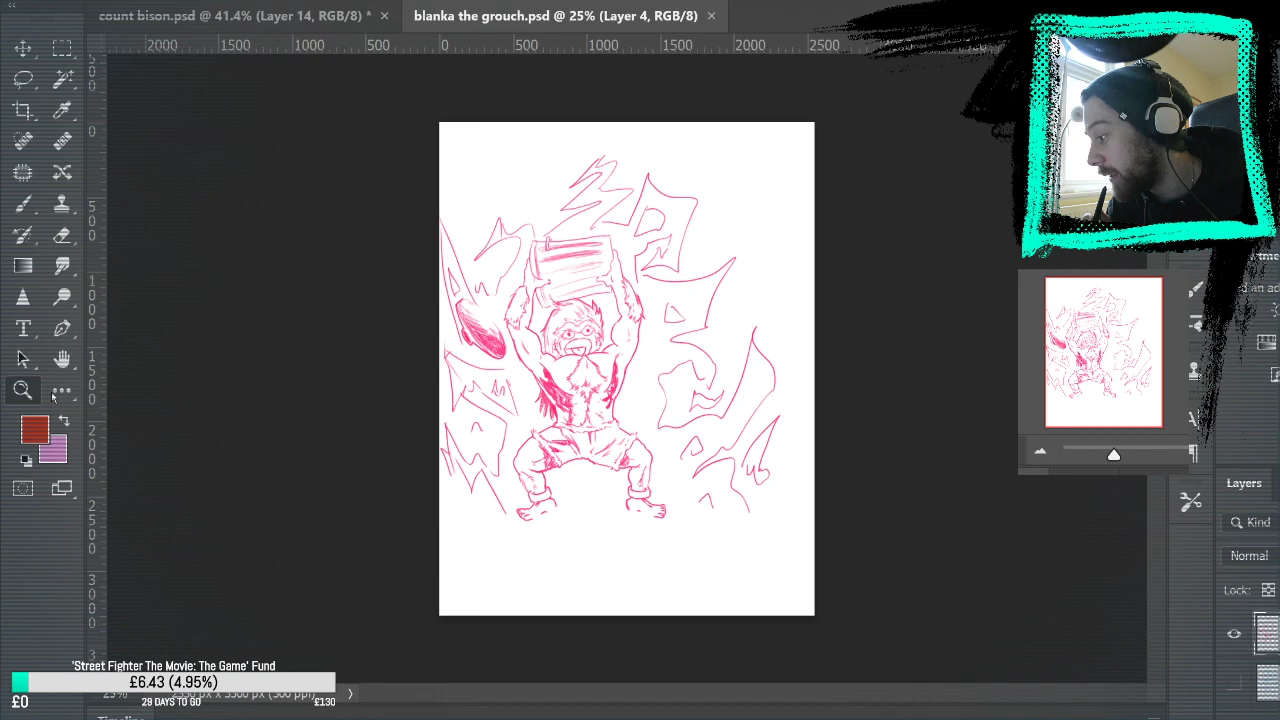 count bison.psd @ 41.4% (Layer 14, RGB/8) *
blanka the grouch.psd @ 25% (Layer 4, RGB/8)
2000 1500 1000 500 0 500 1000 1500 2000 2500
Layers
Kind
Normal
Lock:
'Street Fighter The Movie: The Game' Fund
£6.43 (4.95%)
£0
29 DAYS TO GO
£130